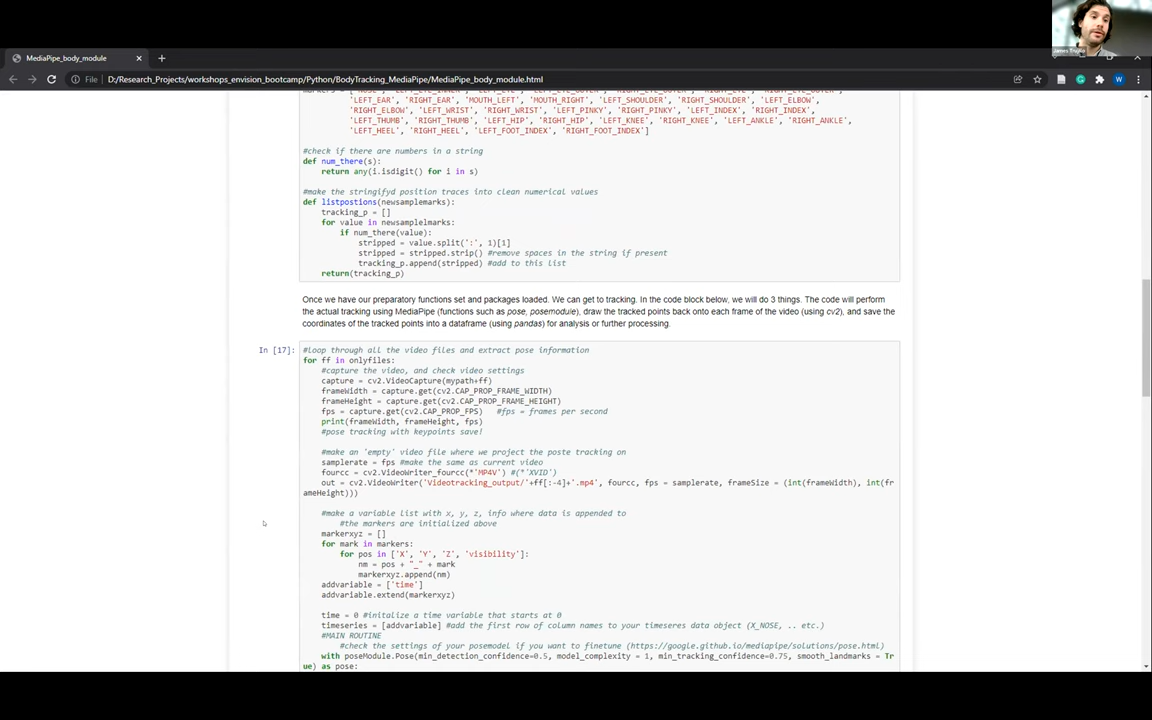 MediaPipe_body_module
File | D:/Research_Projects/workshops_envision_bootcamp/Python/BodyTracking_MediaPipe/MediaPipe_body_module.html
W
'LEFT_EAR', 'RIGHT_EAR', 'MOUTH_LEFT', 'MOUTH_RIGHT', 'LEFT_SHOULDER', 'RIGHT_SHOULDER', 'LEFT_ELBOW',
'RIGHT_ELBOW', 'LEFT_WRIST', 'RIGHT_WRIST', 'LEFT_PINKY', 'RIGHT_PINKY', 'LEFT_INDEX', 'RIGHT_INDEX',
'LEFT_THUMB', 'RIGHT_THUMB', 'LEFT_HIP', 'RIGHT_HIP', 'LEFT_KNEE', 'RIGHT_KNEE', 'LEFT_ANKLE', 'RIGHT_ANKLE',
'LEFT_HEEL', 'RIGHT_HEEL', 'LEFT_FOOT_INDEX', 'RIGHT_FOOT_INDEX']
#check if there are numbers in a string
def num_there(s):
return any(i.isdigit() for i in s)
#make the stringifyd position traces into clean numerical values
def listpostions(newsamplemarks):
tracking_p = []
for value in newsamplelmarks:
if num_there(value):
stripped = value.split(':', 1)[1]
stripped = stripped.strip() #remove spaces in the string if present
tracking_p.append(stripped) #add to this list
return(tracking_p)
Once we have our preparatory functions set and packages loaded. We can get to tracking. In the code block below, we will do 3 things. The code will perform
the actual tracking using MediaPipe (functions such as pose, posemodule), draw the tracked points back onto each frame of the video (using cv2), and save the
coordinates of the tracked points into a dataframe (using pandas) for analysis or further processing.
In [17]: #loop through all the video files and extract pose information
for ff in onlyfiles:
#capture the video, and check video settings
capture = cv2.VideoCapture(mypath+ff)
frameWidth = capture.get(cv2.CAP_PROP_FRAME_WIDTH)
frameHeight = capture.get(cv2.CAP_PROP_FRAME_HEIGHT)
fps = capture.get(cv2.CAP_PROP_FPS) #fps = frames per second
print(frameWidth, frameHeight, fps)
#pose tracking with keypoints save!
#make an 'empty' video file where we project the poste tracking on
samplerate = fps #make the same as current video
fourcc = cv2.VideoWriter_fourcc(*'MP4V') #(*'XVID')
out = cv2.VideoWriter('Videotracking_output/'+ff[:-4]+'.mp4', fourcc, fps = samplerate, frameSize = (int(frameWidth), int(fr
ameHeight)))
#make a variable list with x, y, z, info where data is appended to
#the markers are initialized above
markerxyz = []
for mark in markers:
for pos in ['X', 'Y', 'Z', 'visibility']:
nm = pos + "_" + mark
markerxyz.append(nm)
addvariable = ['time']
addvariable.extend(markerxyz)
time = 0 #initalize a time variable that starts at 0
timeseries = [addvariable] #add the first row of column names to your timeseres data object (X_NOSE, .. etc.)
#MAIN ROUTINE
#check the settings of your posemodel if you want to finetune (https://google.github.io/mediapipe/solutions/pose.html)
with poseModule.Pose(min_detection_confidence=0.5, model_complexity = 1, min_tracking_confidence=0.75, smooth_landmarks = Tr
ue) as pose: